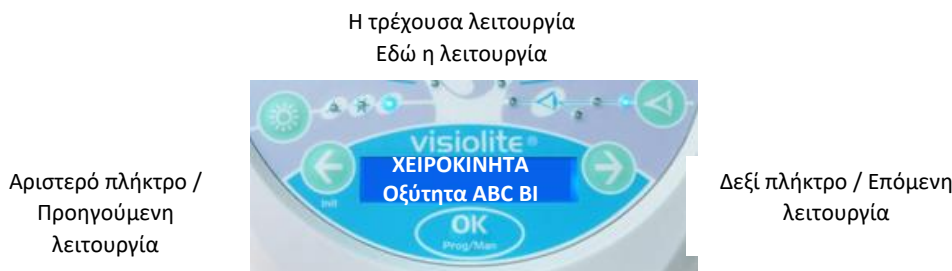 Η τρέχουσα λειτουργία
Εδώ η λειτουργία
visiolite®
ΧΕΙΡΟΚΙΝΗΤΑ
Οξύτητα ABC BI
Init
OK
Prog/Man
Αριστερό πλήκτρο /
Προηγούμενη
λειτουργία
Δεξί πλήκτρο / Επόμενη
λειτουργία